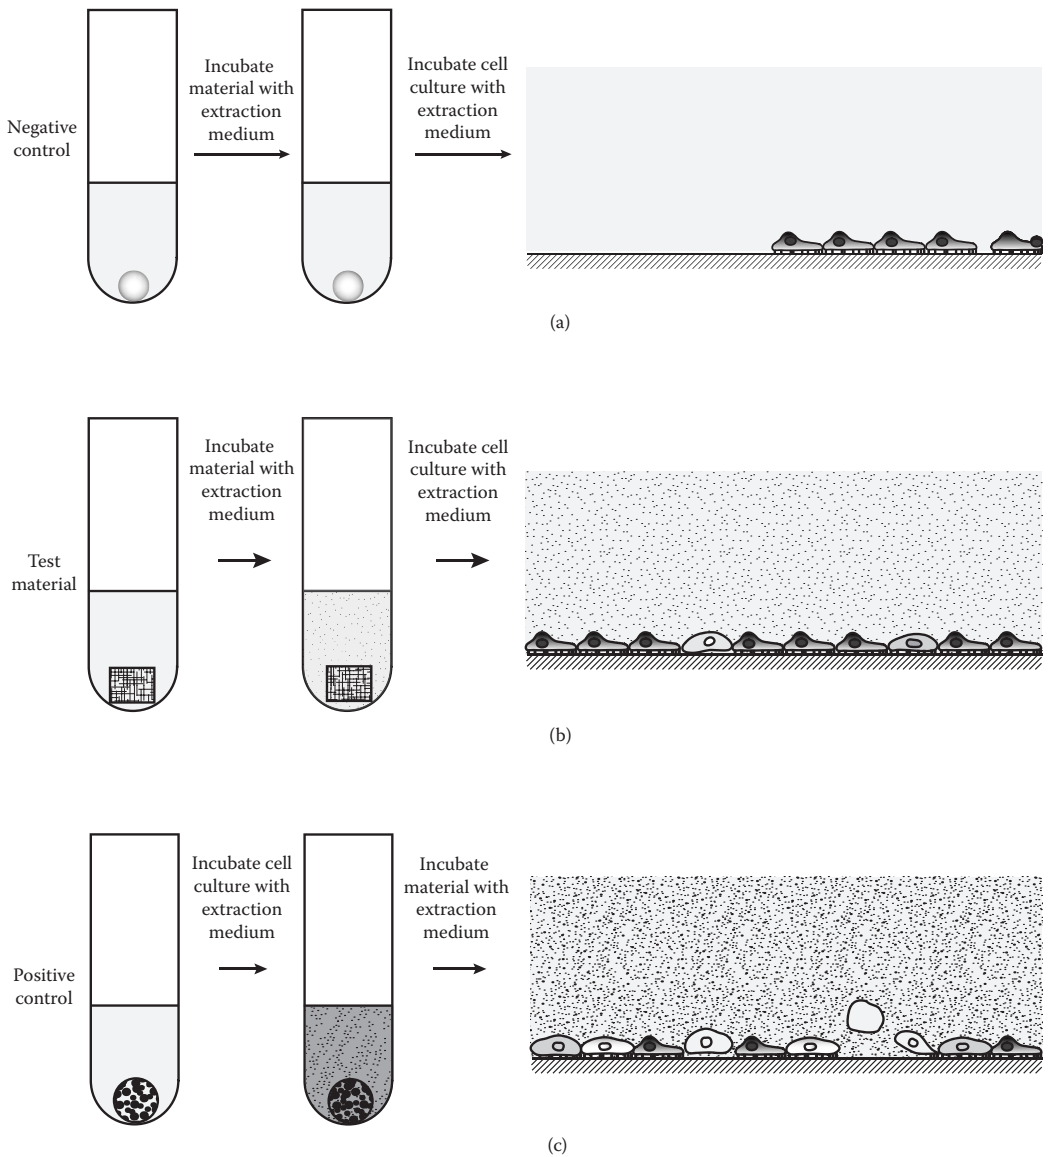 Negative
control
Incubate
material with
extraction
medium
Incubate cell
culture with
extraction
medium
(a)
Test
material
Incubate
material with
extraction
medium
Incubate cell
culture with
extraction
medium
(b)
Positive
control
Incubate cell
culture with
extraction
medium
Incubate
material with
extraction
medium
(c)